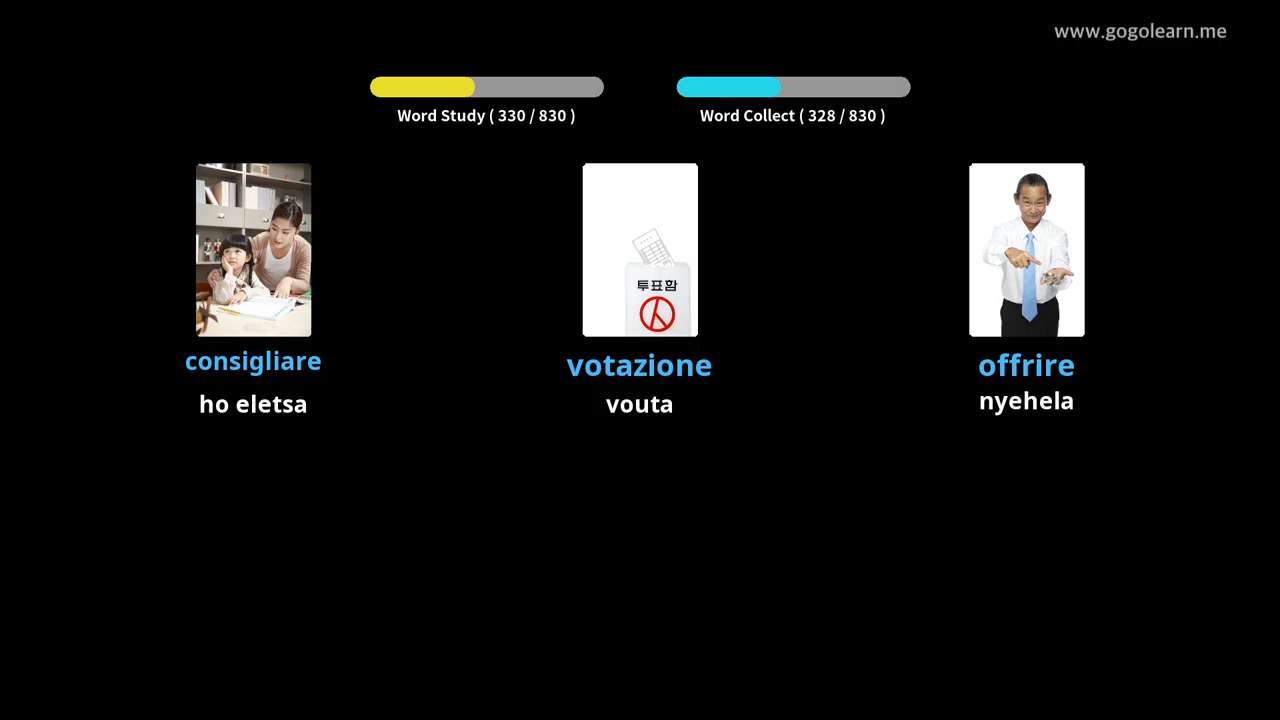 www.gogolearn.me
Word Study ( 330 / 830 )
Word Collect ( 328 / 830 )
투표함
consigliare
votazione
offrire
ho eletsa
vouta
nyehela